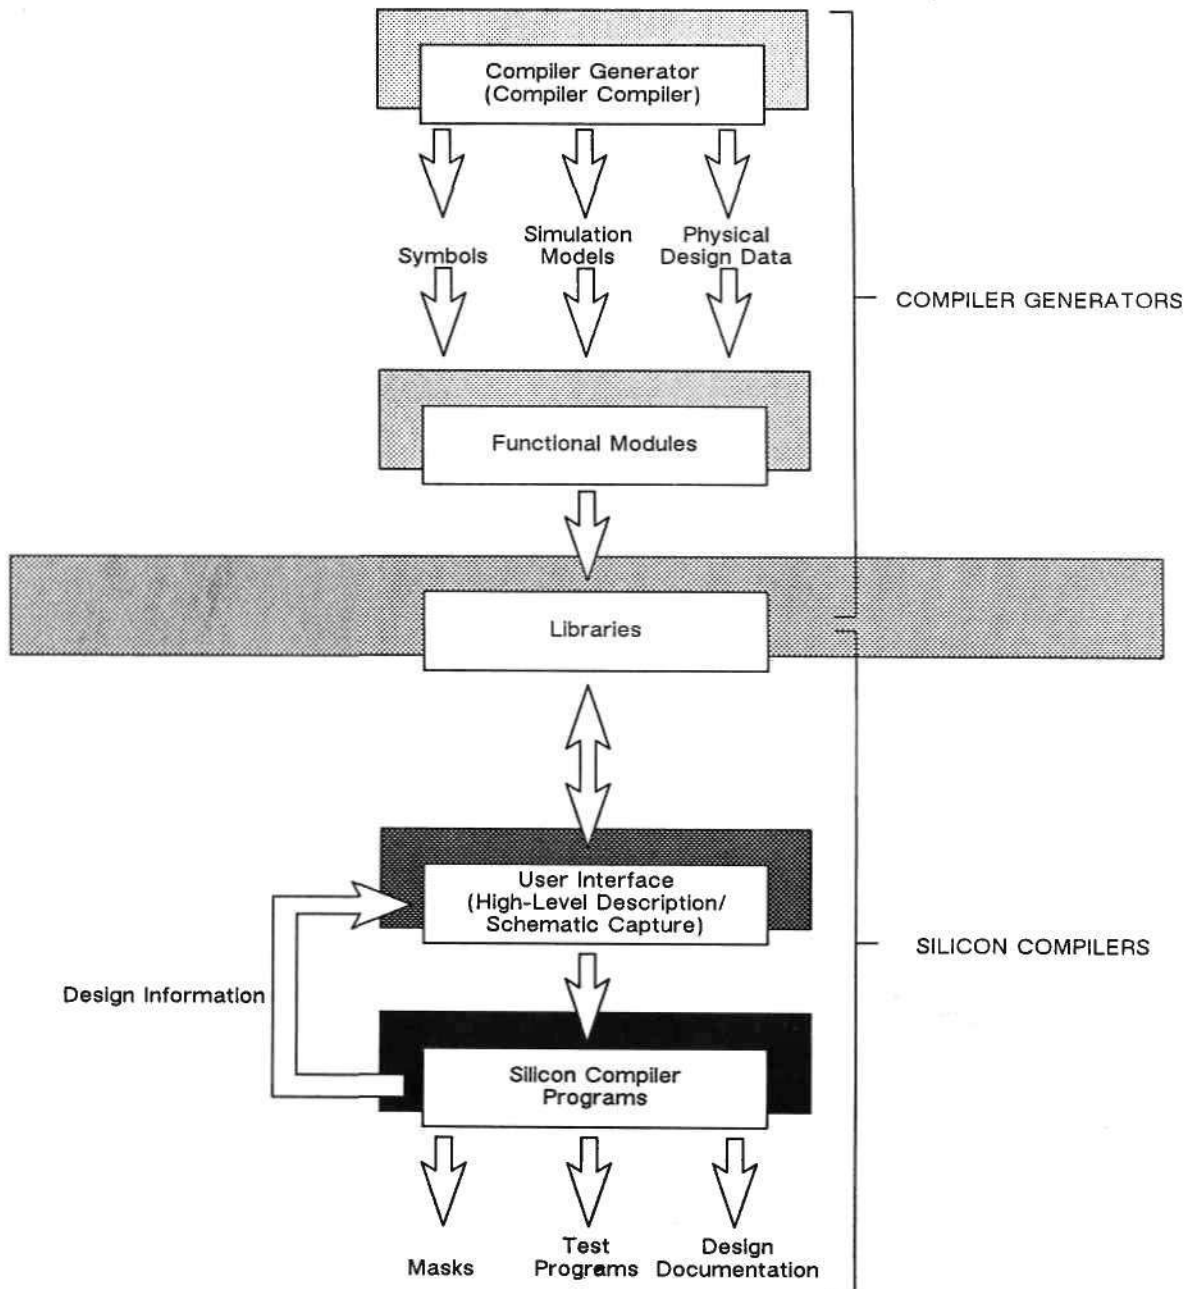 Compiler Generator
(Compiler Compiler)
Symbols
Simulation
Models
Physical
Design Data
COMPILER GENERATORS
Functional Modules
Libraries
User Interface
(High-Level Description/
Schematic Capture)
SILICON COMPILERS
Design Information
Silicon Compiler
Programs
Masks
Test
Programs
Design
Documentation